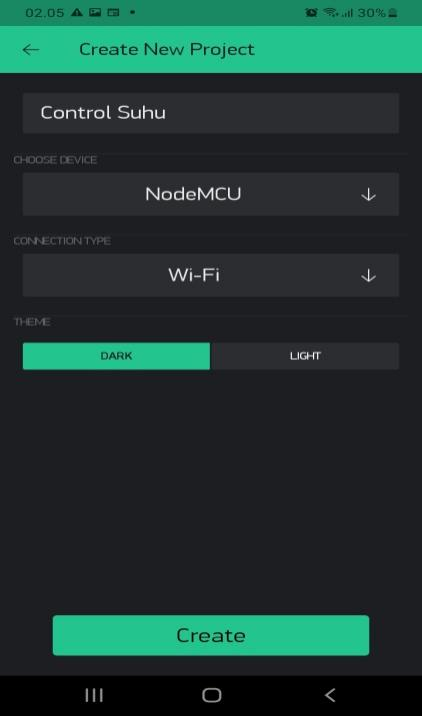 02.05 30%
Create New Project
Control Suhu
CHOOSE DEVICE
NodeMCU
CONNECTION TYPE
Wi-Fi
THEME
DARK LIGHT
Create